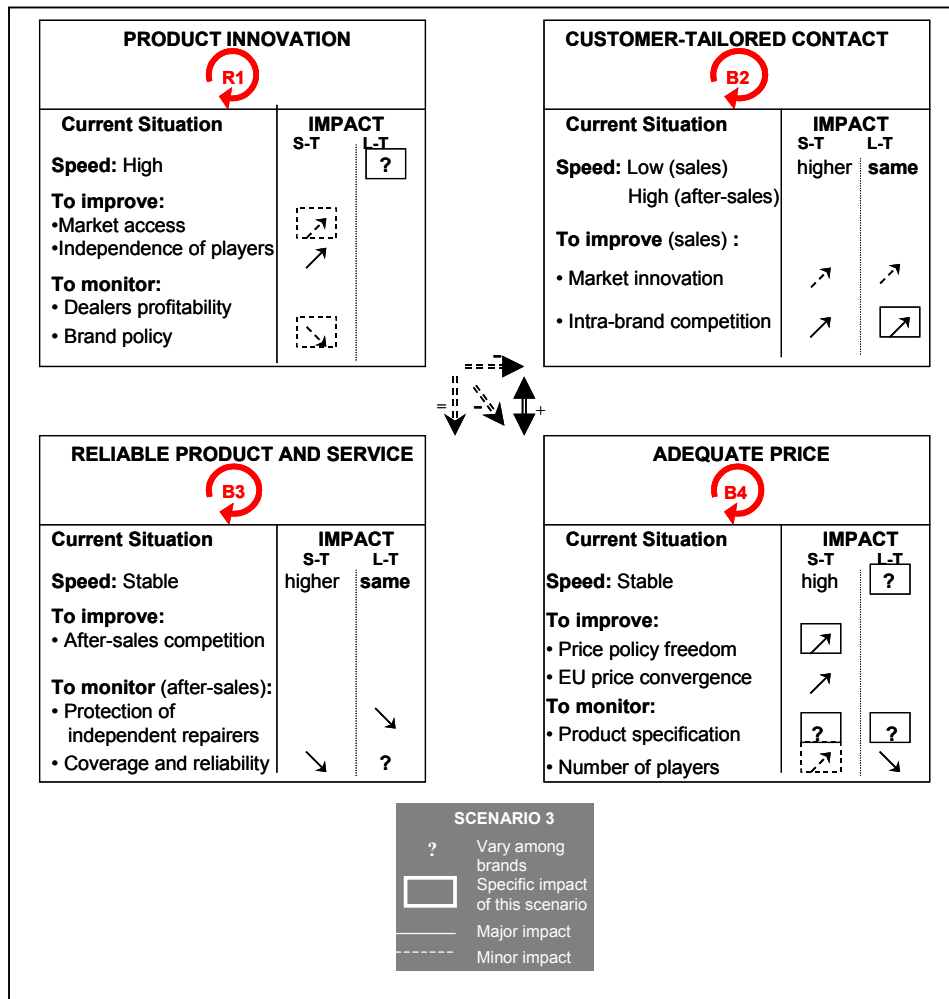 PRODUCT INNOVATION
R1
Current Situation
IMPACT
S-T L-T
Speed: High
?
To improve:
•Market access
•Independence of players
To monitor:
• Dealers profitability
• Brand policy
CUSTOMER-TAILORED CONTACT
B2
Current Situation
IMPACT
S-T L-T
Speed: Low (sales) higher same
High (after-sales)
To improve (sales) :
• Market innovation
• Intra-brand competition
-
= - +
RELIABLE PRODUCT AND SERVICE
B3
Current Situation
IMPACT
S-T L-T
Speed: Stable higher same
To improve:
• After-sales competition
To monitor (after-sales):
• Protection of
independent repairers
• Coverage and reliability ?
ADEQUATE PRICE
B4
Current Situation
IMPACT
S-T L-T
Speed: Stable high ?
To improve:
• Price policy freedom
• EU price convergence
To monitor:
• Product specification ? ?
• Number of players
SCENARIO 3
? Vary among
brands
Specific impact
of this scenario
Major impact
Minor impact